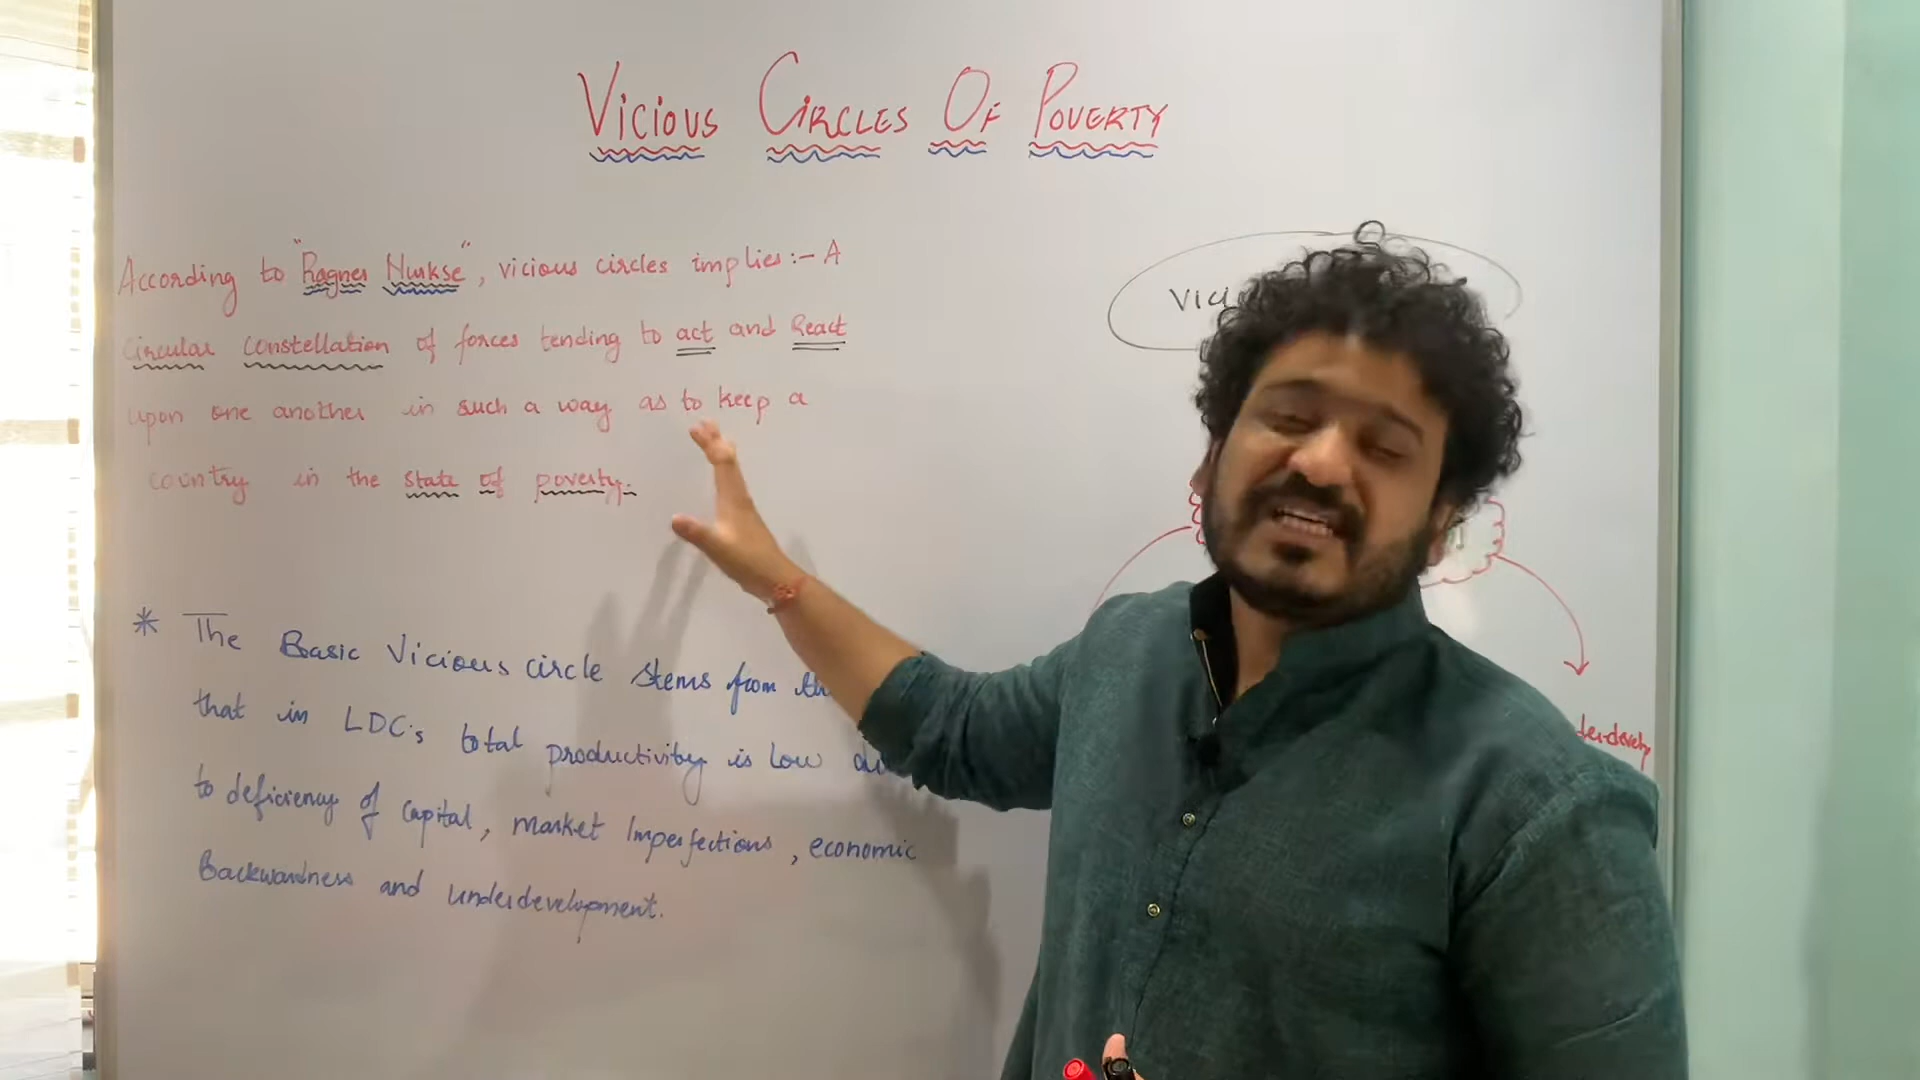 VICIOUS CIRCLES OF POVERTY
According to "Ragner Nurkse", vicious circles implies :- A
circular constellation of forces tending to act and React
upon one another in such a way as to keep a
country in the state of poverty.
* The Basic Vicious circle stems from
that in LDC's total productivity is low
to deficiency of capital, market Imperfections, economic
Backwardness and underdevelopment.